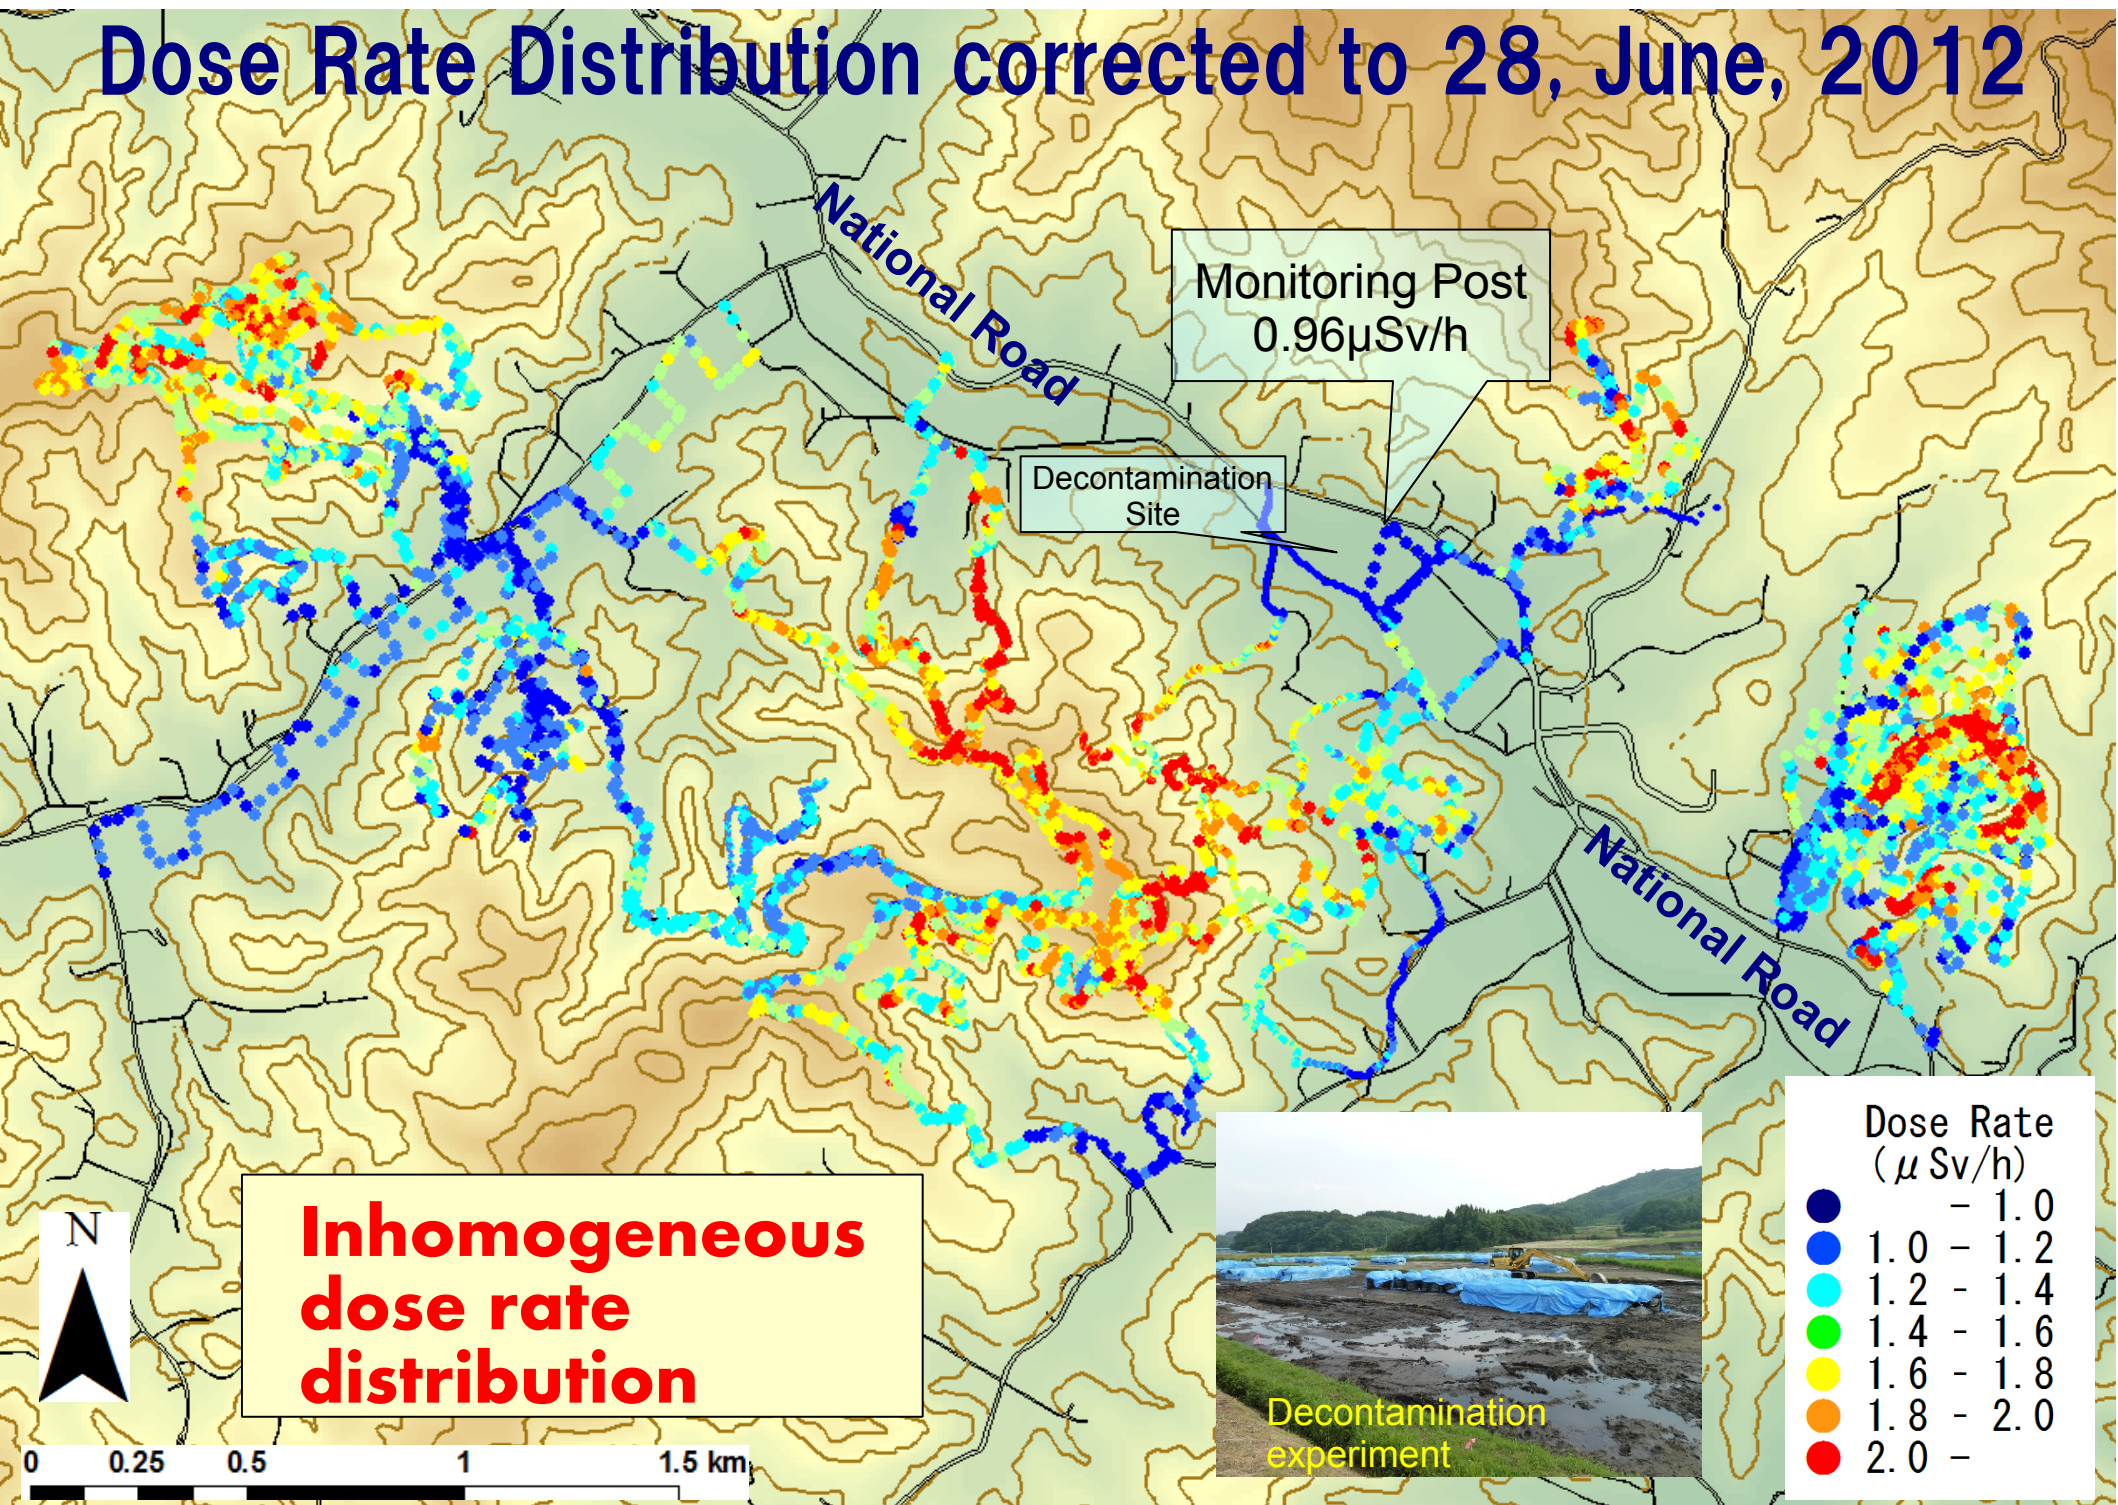 Dose Rate Distribution corrected to 28, June, 2012
National Road
Monitoring Post
0.96μSv/h
Decontamination
Site
National Road
Inhomogeneous
dose rate
distribution
N
0 0.25 0.5 1 1.5 km
Decontamination
experiment
Dose Rate
(μSv/h)
- 1.0
1.0 - 1.2
1.2 - 1.4
1.4 - 1.6
1.6 - 1.8
1.8 - 2.0
2.0 -